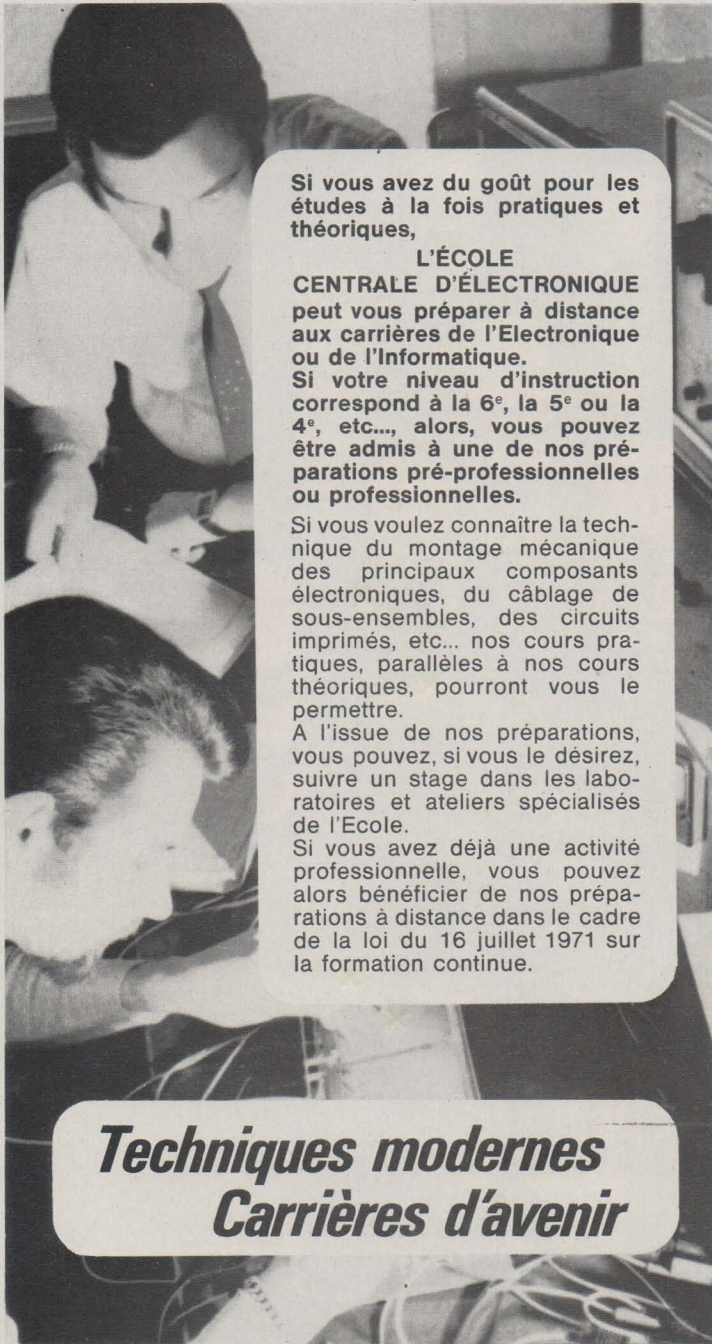 Si vous avez du goût pour les
études à la fois pratiques et
théoriques,
L'ÉCOLE
CENTRALE D'ÉLECTRONIQUE
peut vous préparer à distance
aux carrières de l'Electronique
ou de l'Informatique.
Si votre niveau d'instruction
correspond à la 6e, la 5e ou la
4e, etc..., alors, vous pouvez
être admis à une de nos pré-
parations pré-professionnelles
ou professionnelles.
Si vous voulez connaître la tech-
nique du montage mécanique
des principaux composants
électroniques, du câblage de
sous-ensembles, des circuits
imprimés, etc... nos cours pra-
tiques, parallèles à nos cours
théoriques, pourront vous le
permettre.
A l'issue de nos préparations,
vous pouvez, si vous le désirez,
suivre un stage dans les labo-
ratoires et ateliers spécialisés
de l'Ecole.
Si vous avez déjà une activité
professionnelle, vous pouvez
alors bénéficier de nos prépa-
rations à distance dans le cadre
de la loi du 16 juillet 1971 sur
la formation continue.
Techniques modernes
Carrières d'avenir